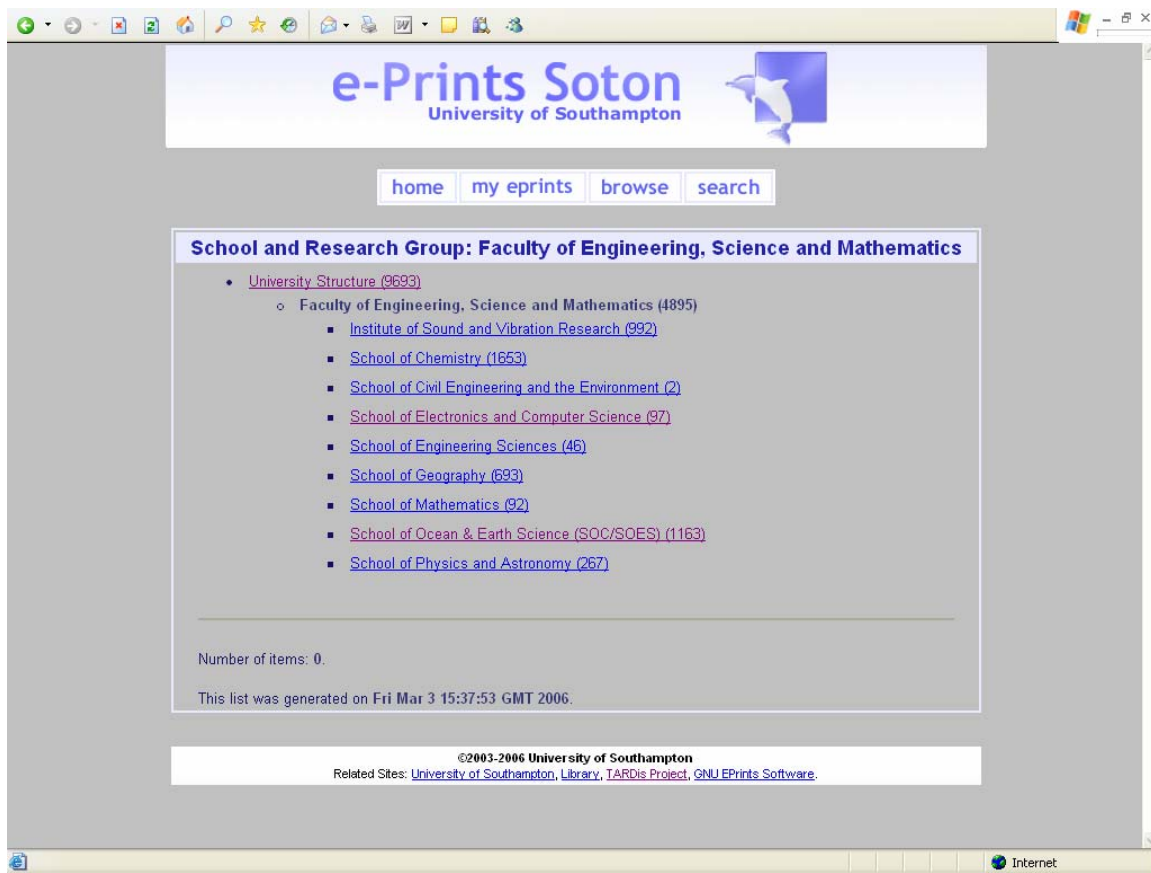 e-Prints Soton
University of Southampton
home my eprints browse search
School and Research Group: Faculty of Engineering, Science and Mathematics
University Structure (9693)
Faculty of Engineering, Science and Mathematics (4895)
Institute of Sound and Vibration Research (992)
School of Chemistry (1653)
School of Civil Engineering and the Environment (2)
School of Electronics and Computer Science (97)
School of Engineering Sciences (46)
School of Geography (693)
School of Mathematics (92)
School of Ocean & Earth Science (SOC/SOES) (1163)
School of Physics and Astronomy (267)
Number of items: 0.
This list was generated on Fri Mar 3 15:37:53 GMT 2006.
©2003-2006 University of Southampton
Related Sites: University of Southampton, Library, TARDis Project, GNU EPrints Software.
Internet